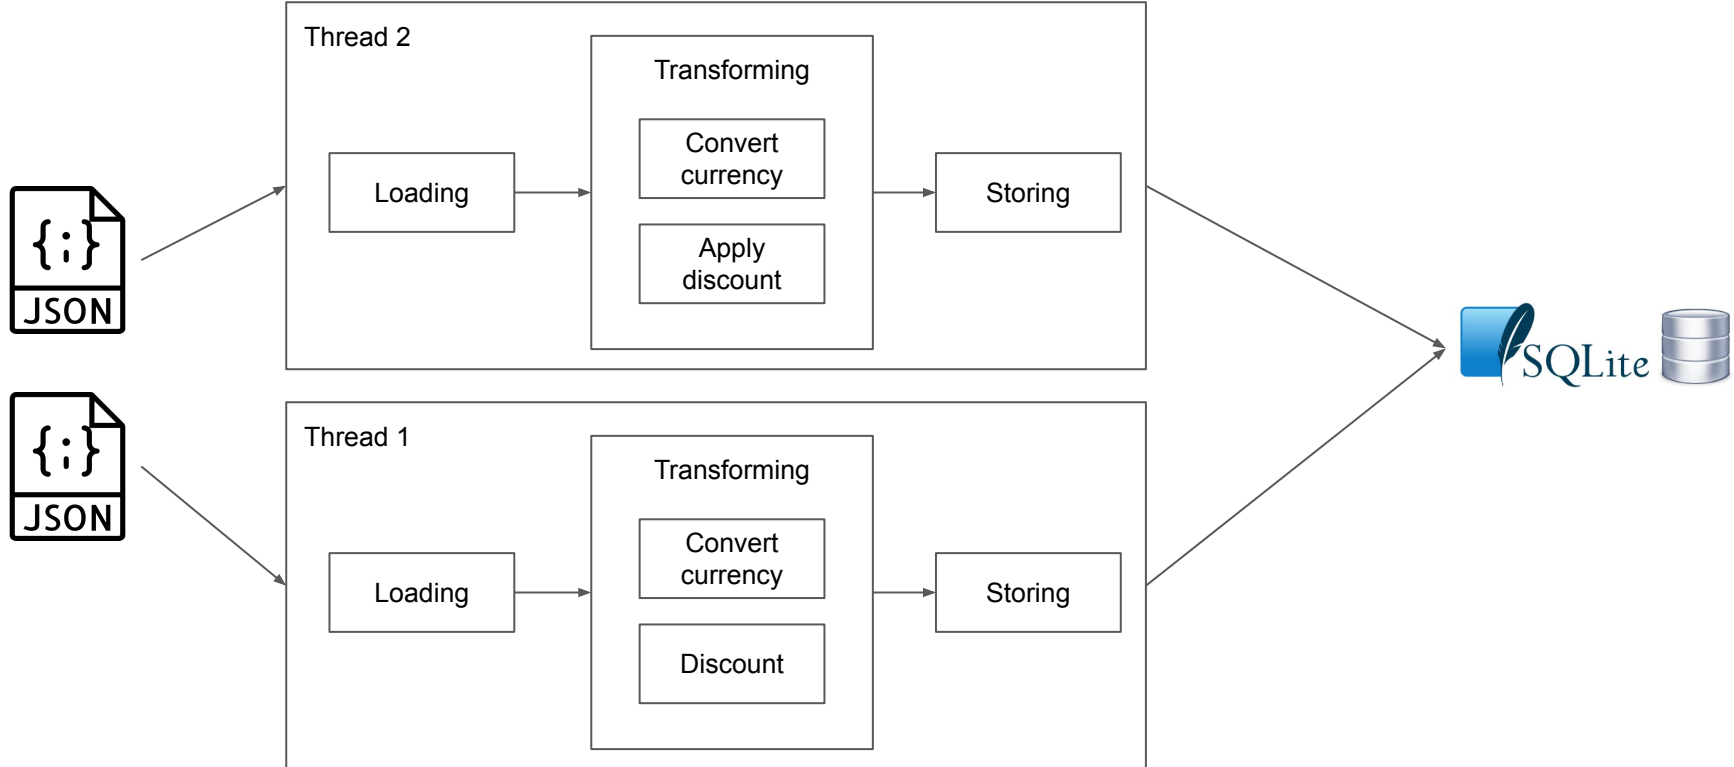 Thread 2
Transforming
Convert
currency
Loading
Storing
Apply
discount
{;}
JSON
SQLite
{;}
JSON
Thread 1
Transforming
Convert
currency
Loading
Storing
Discount